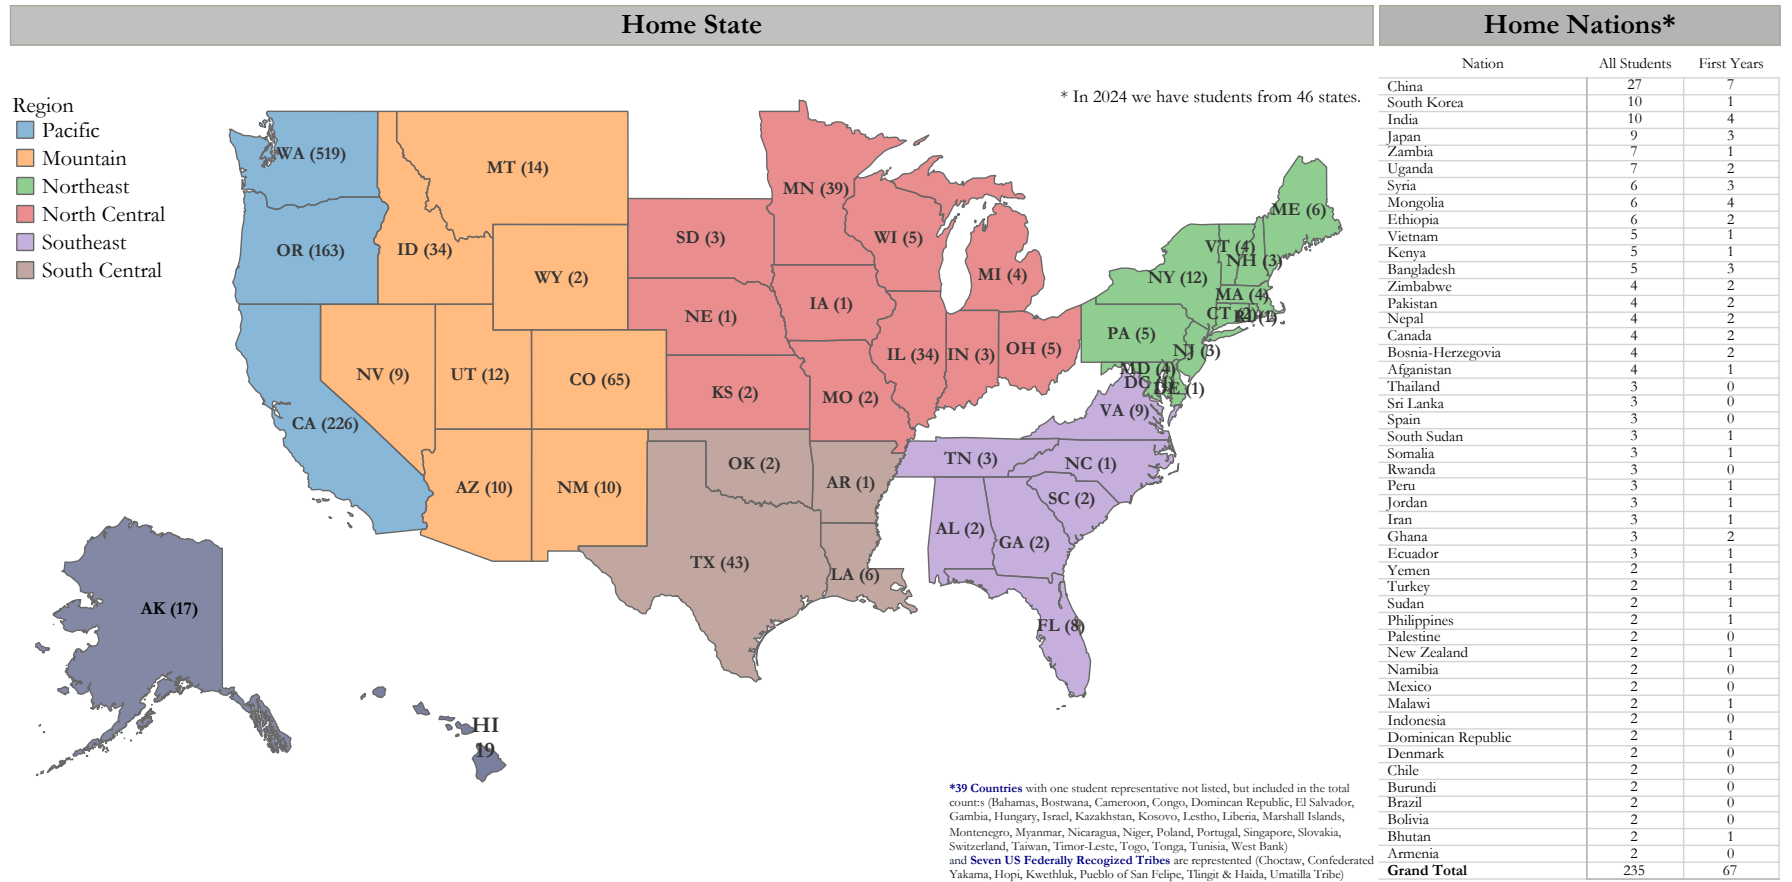 Home State
Home Nations*
* In 2024 we have students from 46 states.
Region
Pacific
Mountain
Northeast
North Central
Southeast
South Central
WA (519)
MT (14)
OR (163)
ID (34)
WY (2)
CA (226)
NV (9)
UT (12)
CO (65)
AZ (10)
NM (10)
SD (3)
NE (1)
KS (2)
MN (39)
IA (1)
MO (2)
WI (5)
IL (34)
MI (4)
IN (3)
OH (5)
OK (2)
AR (1)
TX (43)
LA (6)
ME (6)
VT (4)
NH (3)
NY (12)
MA (4)
CT (2)
RI (1)
PA (5)
NJ (3)
MD (4)
DC
DE (1)
VA (9)
TN (3)
NC (1)
SC (2)
AL (2)
GA (2)
FL (8)
AK (17)
HI
19
Nation All Students First Years
China 27 7
South Korea 10 1
India 10 4
Japan 9 3
Zambia 7 1
Uganda 7 2
Syria 6 3
Mongolia 6 4
Ethiopia 6 2
Vietnam 5 1
Kenya 5 1
Bangladesh 5 3
Zimbabwe 4 2
Pakistan 4 2
Nepal 4 2
Canada 4 2
Bosnia-Herzegovia 4 2
Afganistan 4 1
Thailand 3 0
Sri Lanka 3 0
Spain 3 0
South Sudan 3 1
Somalia 3 1
Rwanda 3 0
Peru 3 1
Jordan 3 1
Iran 3 1
Ghana 3 2
Ecuador 3 1
Yemen 2 1
Turkey 2 1
Sudan 2 1
Philippines 2 1
Palestine 2 0
New Zealand 2 1
Namibia 2 0
Mexico 2 0
Malawi 2 1
Indonesia 2 0
Dominican Republic 2 1
Denmark 2 0
Chile 2 0
Burundi 2 0
Brazil 2 0
Bolivia 2 0
Bhutan 2 1
Armenia 2 0
Grand Total 235 67
*39 Countries with one student representative not listed, but included in the total
count:s (Bahamas, Bostwana, Cameroon, Congo, Domincan Republic, El Salvador,
Gambia, Hungary, Israel, Kazakhstan, Kosovo, Lestho, Liberia, Marshall Islands,
Montenegro, Myanmar, Nicaragua, Niger, Poland, Portugal, Singapore, Slovakia,
Switzerland, Taiwan, Timor-Leste, Togo, Tonga, Tunisia, West Bank)
and Seven US Federally Recogized Tribes are represtented (Choctaw, Confederated
Yakama, Hopi, Kwethluk, Pueblo of San Felipe, Tlingit & Haida, Umatilla Tribe)